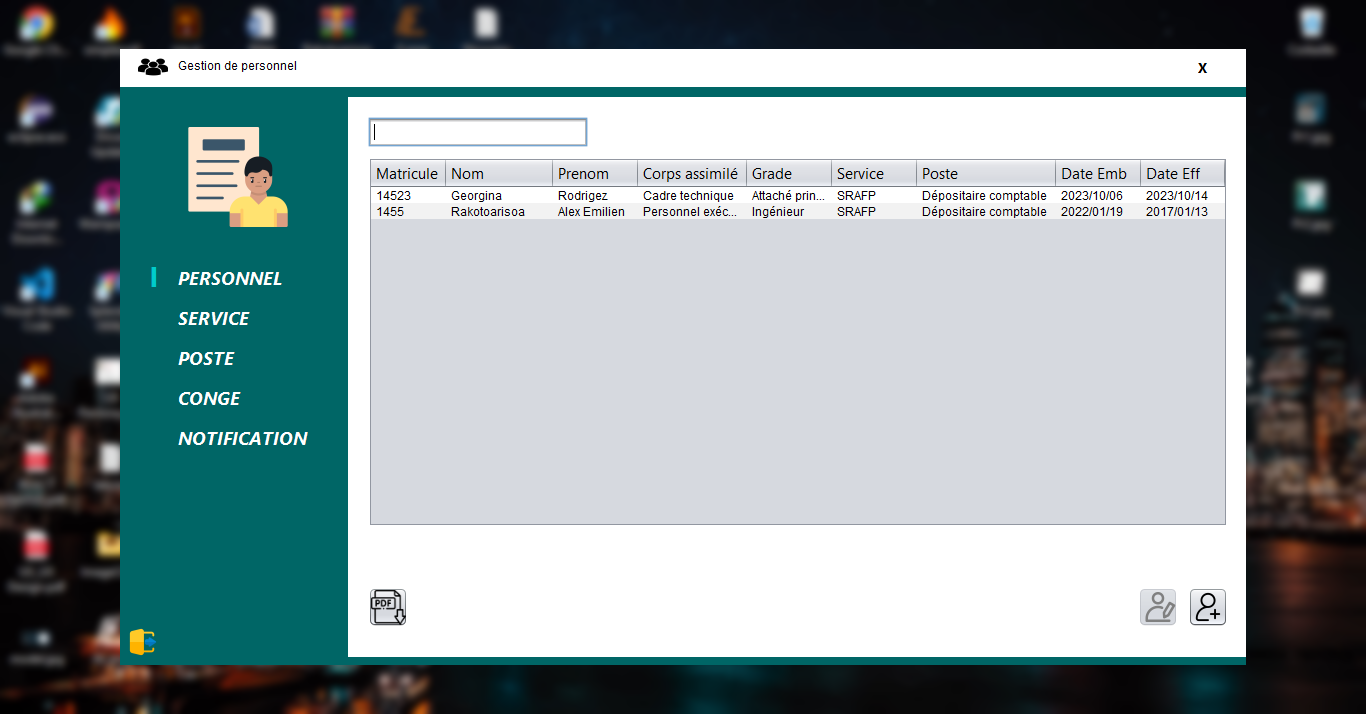 Gestion de personnel
X
Matricule Nom Prenom Corps assimilé Grade Service Poste Date Emb Date Eff
14523 Georgina Rodrigez Cadre technique Attaché prin... SRAFP Dépositaire comptable 2023/10/06 2023/10/14
1455 Rakotoarisoa Alex Emilien Personnel exéc... Ingénieur SRAFP Dépositaire comptable 2022/01/19 2017/01/13
PERSONNEL
SERVICE
POSTE
CONGE
NOTIFICATION
PDF